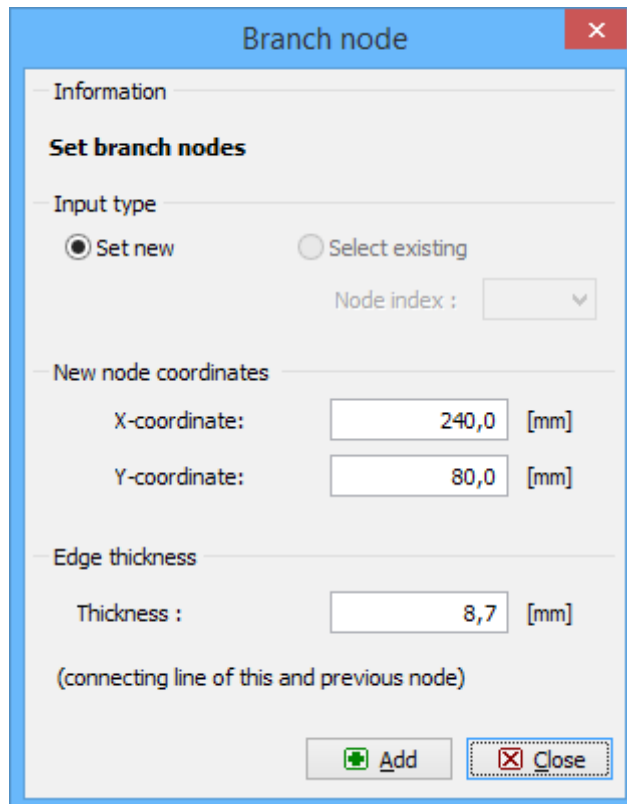 Branch node
Information
Set branch nodes
Input type
Set new
Select existing
Node index :
New node coordinates
X-coordinate: 240,0 [mm]
Y-coordinate: 80,0 [mm]
Edge thickness
Thickness : 8,7 [mm]
(connecting line of this and previous node)
Add Close